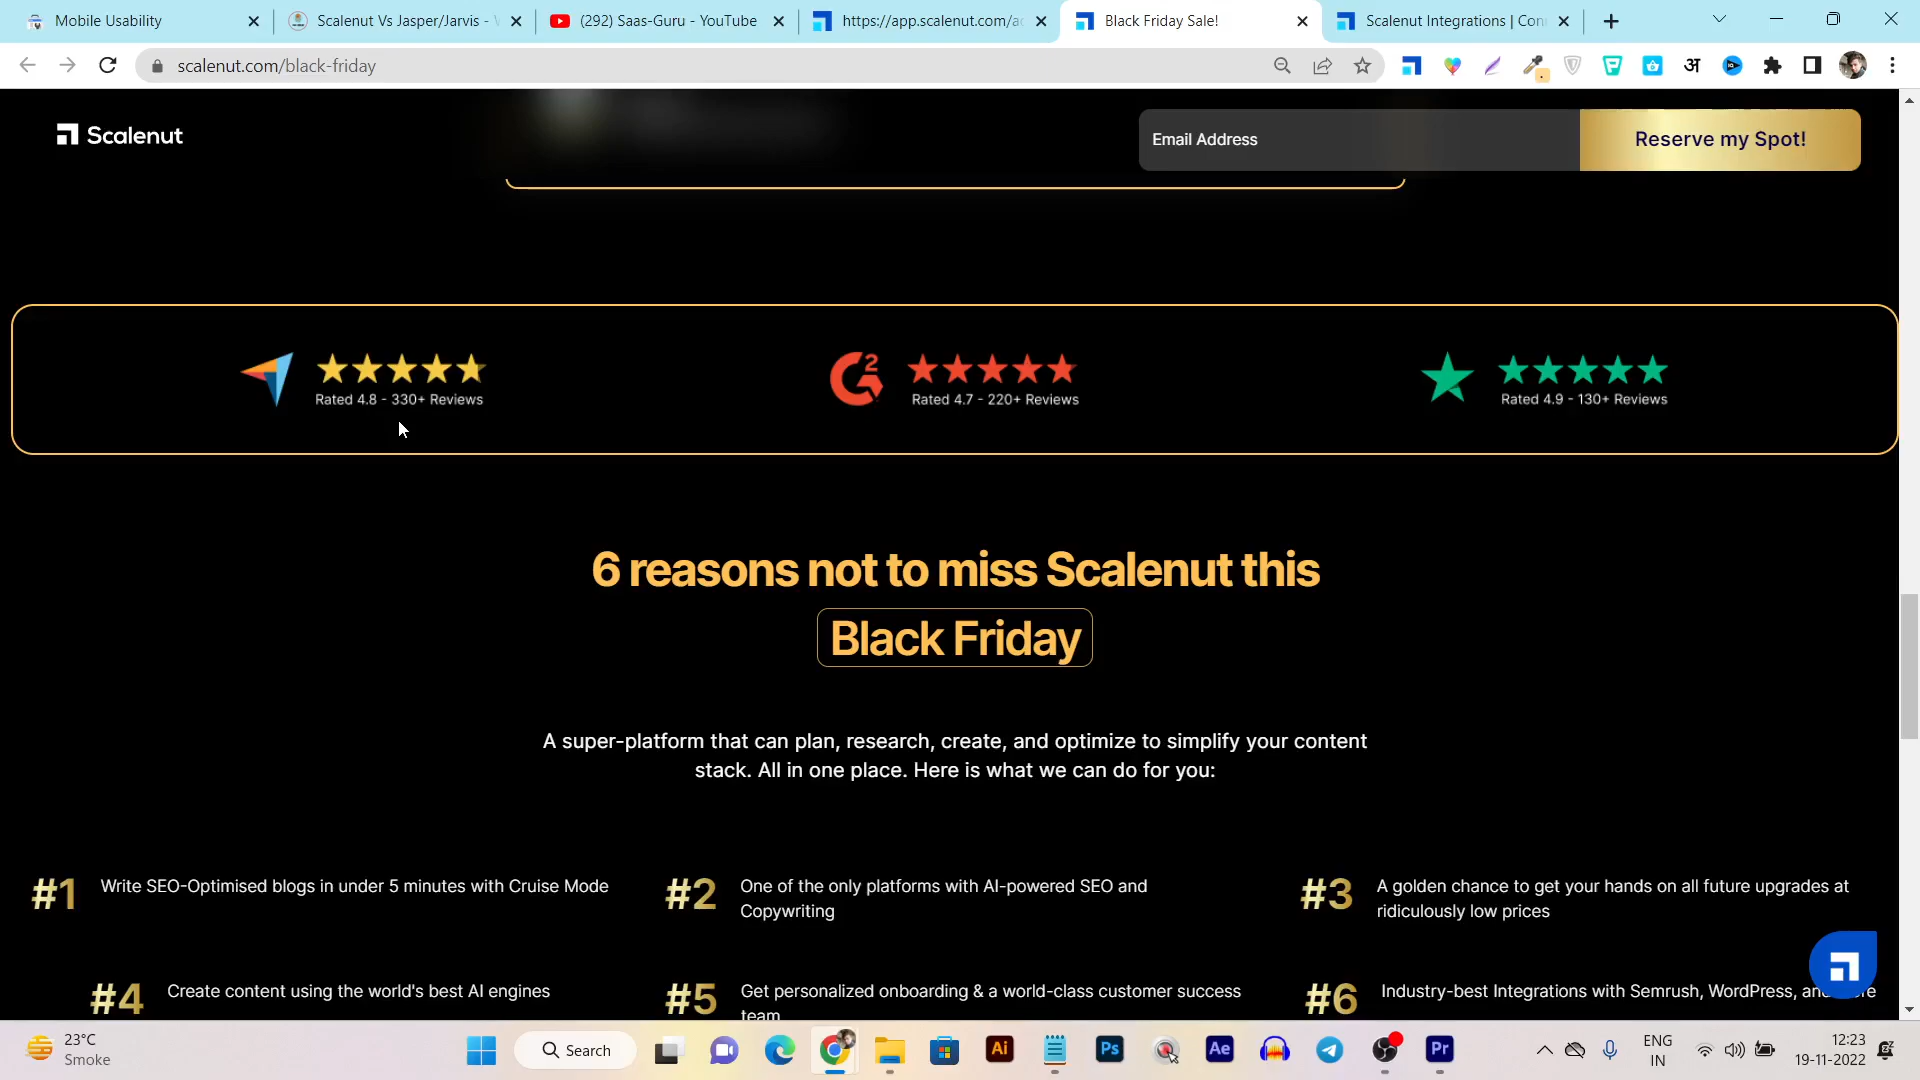 Mobile Usability
Scalenut Vs Jasper/Jarvis -
(292) Saas-Guru - YouTube
https://app.scalenut.com/a
Black Friday Sale!
Scalenut Integrations | Con
scalenut.com/black-friday
अ
Scalenut
Email Address
Reserve my Spot!
Rated 4.8 - 330+ Reviews
G2
Rated 4.7 - 220+ Reviews
Rated 4.9 - 130+ Reviews
6 reasons not to miss Scalenut this
Black Friday
A super-platform that can plan, research, create, and optimize to simplify your content
stack. All in one place. Here is what we can do for you:
#1 Write SEO-Optimised blogs in under 5 minutes with Cruise Mode
#2 One of the only platforms with AI-powered SEO and
Copywriting
#3 A golden chance to get your hands on all future upgrades at
ridiculously low prices
#4 Create content using the world's best AI engines
#5 Get personalized onboarding & a world-class customer success
team
#6 Industry-best Integrations with Semrush, WordPress,
23°C
Smoke
Search
Ai
Ps
Ae
Pr
ENG
IN
12:23
19-11-2022